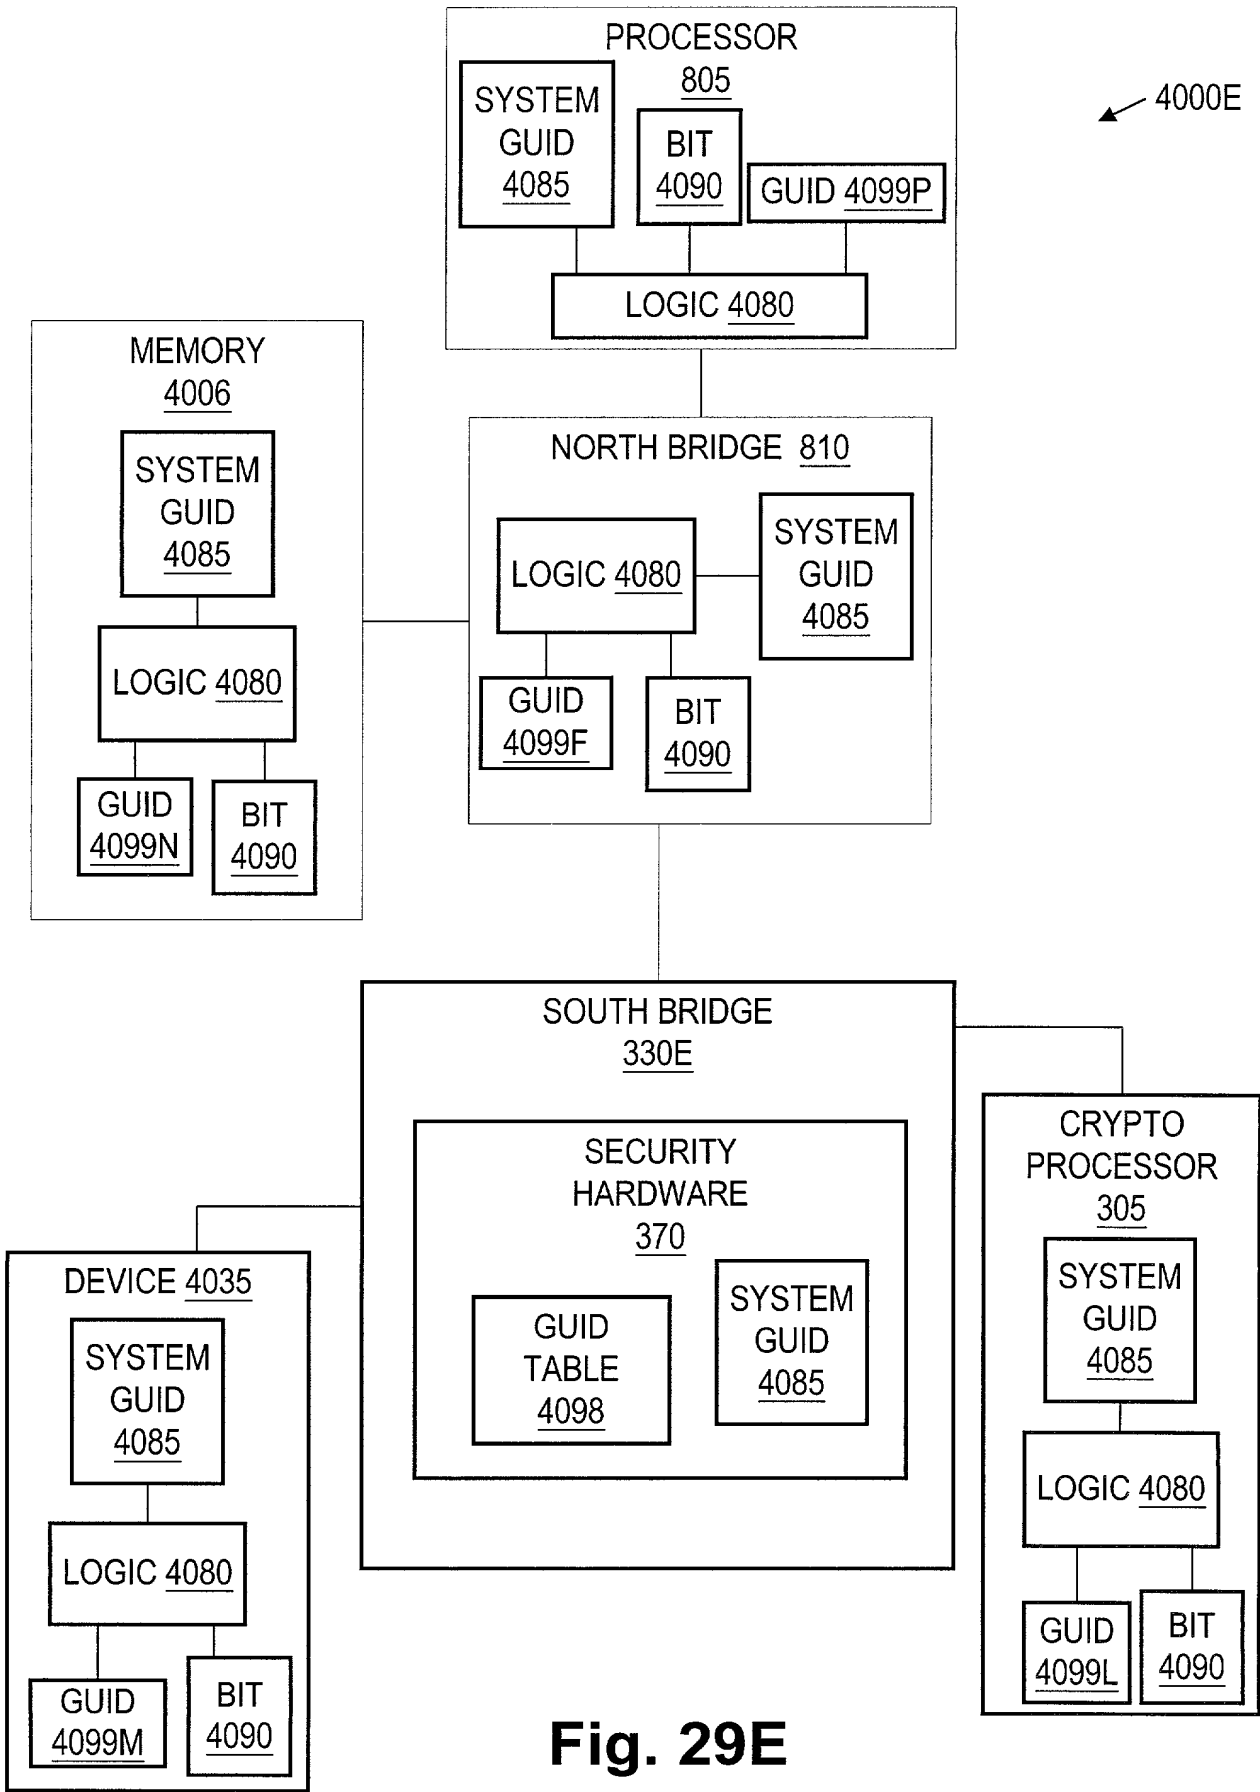 PROCESSOR
805
4000E
SYSTEM
GUID
4085
BIT
4090
GUID 4099P
LOGIC 4080
MEMORY
4006
SYSTEM
GUID
4085
LOGIC 4080
GUID
4099N
BIT
4090
NORTH BRIDGE 810
LOGIC 4080
SYSTEM
GUID
4085
GUID
4099F
BIT
4090
SOUTH BRIDGE
330E
SECURITY
HARDWARE
370
GUID
TABLE
4098
SYSTEM
GUID
4085
CRYPTO
PROCESSOR
305
SYSTEM
GUID
4085
LOGIC 4080
GUID
4099L
BIT
4090
DEVICE 4035
SYSTEM
GUID
4085
LOGIC 4080
GUID
4099M
BIT
4090
Fig. 29E